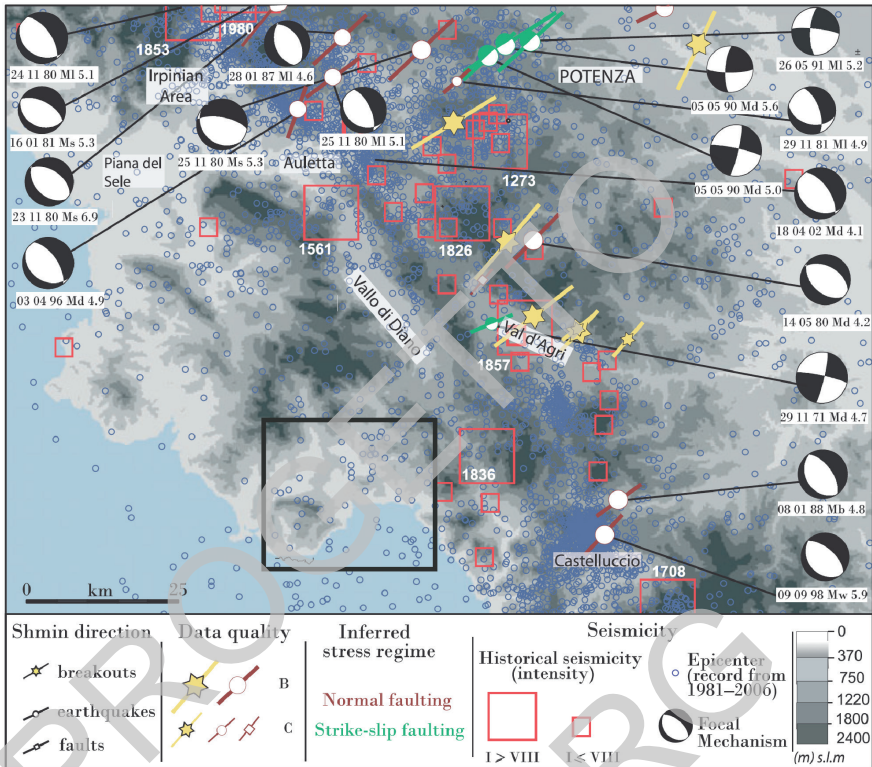 1853
1980
24 11 80 Ml 5.1
Irpinian
Area
28 01 87 Ml 4.6
POTENZA
26 05 91 Ml 5.2
05 05 90 Md 5.6
16 01 81 Ms 5.3
25 11 80 Ms 5.3
25 11 80 Ml 5.1
29 11 81 Ml 4.9
Piana del
Sele
Auletta
1273
05 05 90 Md 5.0
23 11 80 Ms 6.9
18 04 02 Md 4.1
1561
1826
03 04 96 Md 4.9
Vallo di Diano
14 05 80 Md 4.2
Val d'Agri
1857
29 11 71 Md 4.7
1836
08 01 88 Mb 4.8
Castelluccio
1708
0 km 25
09 09 98 Mw 5.9
Shmin direction
breakouts
earthquakes
faults
Data quality
B
C
Inferred
stress regime
Normal faulting
Strike-slip faulting
Seismicity
Historical seismicity
(intensity)
I > VIII
I ≤ VIII
Epicenter
(record from
1981–2006)
Focal
Mechanism
0
370
750
1220
1800
2400
(m) s.l.m
PROGETTO
PRO
RG